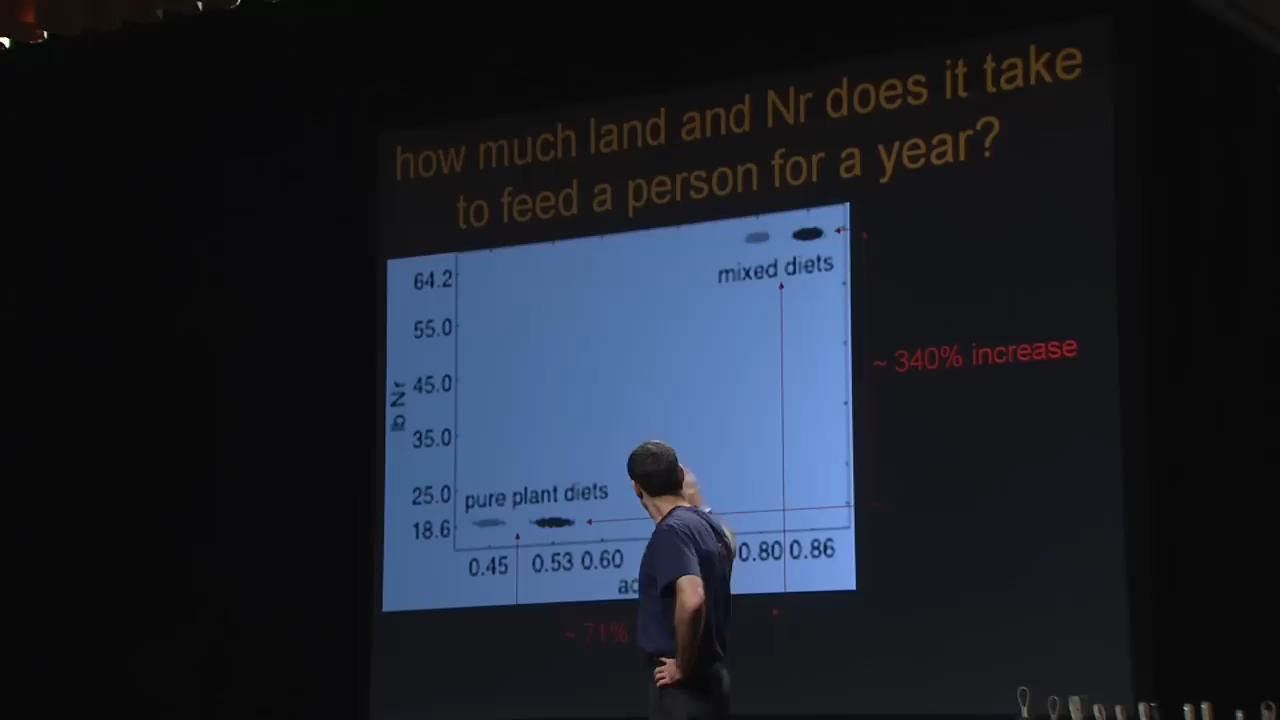 how much land and Nr does it take
to feed a person for a year?
64.2
mixed diets
55.0
~ 340% increase
45.0
lb Nr
35.0
25.0
pure plant diets
18.6
0.45 0.53 0.60 0.80 0.86
~ 71%